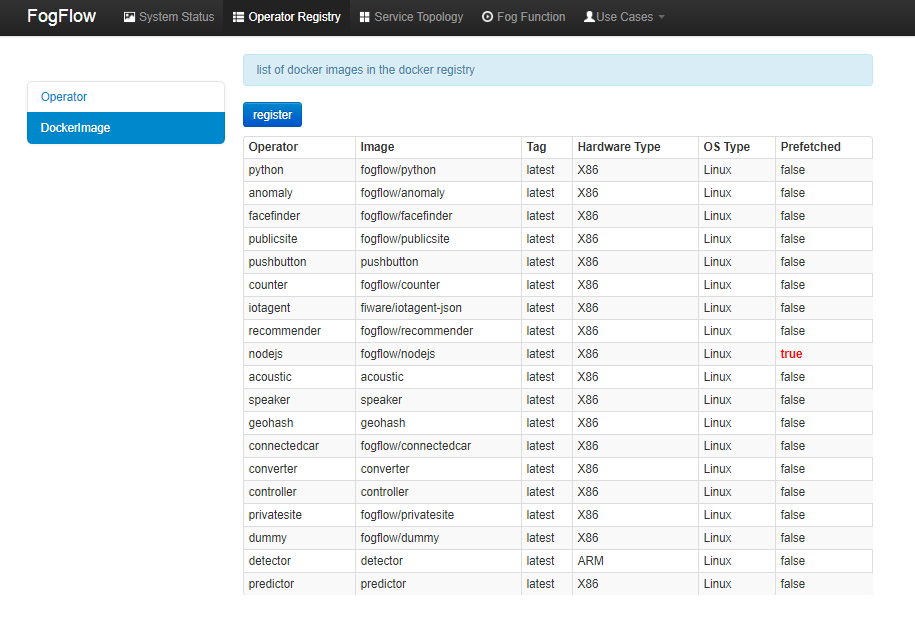 FogFlow System Status Operator Registry Service Topology Fog Function Use Cases
list of docker images in the docker registry
Operator
DockerImage
register
Operator Image Tag Hardware Type OS Type Prefetched
python fogflow/python latest X86 Linux false
anomaly fogflow/anomaly latest X86 Linux false
facefinder fogflow/facefinder latest X86 Linux false
publicsite fogflow/publicsite latest X86 Linux false
pushbutton pushbutton latest X86 Linux false
counter fogflow/counter latest X86 Linux false
iotagent fiware/iotagent-json latest X86 Linux false
recommender fogflow/recommender latest X86 Linux false
nodejs fogflow/nodejs latest X86 Linux true
acoustic acoustic latest X86 Linux false
speaker speaker latest X86 Linux false
geohash geohash latest X86 Linux false
connectedcar fogflow/connectedcar latest X86 Linux false
converter converter latest X86 Linux false
controller controller latest X86 Linux false
privatesite fogflow/privatesite latest X86 Linux false
dummy fogflow/dummy latest X86 Linux false
detector detector latest ARM Linux false
predictor predictor latest X86 Linux false